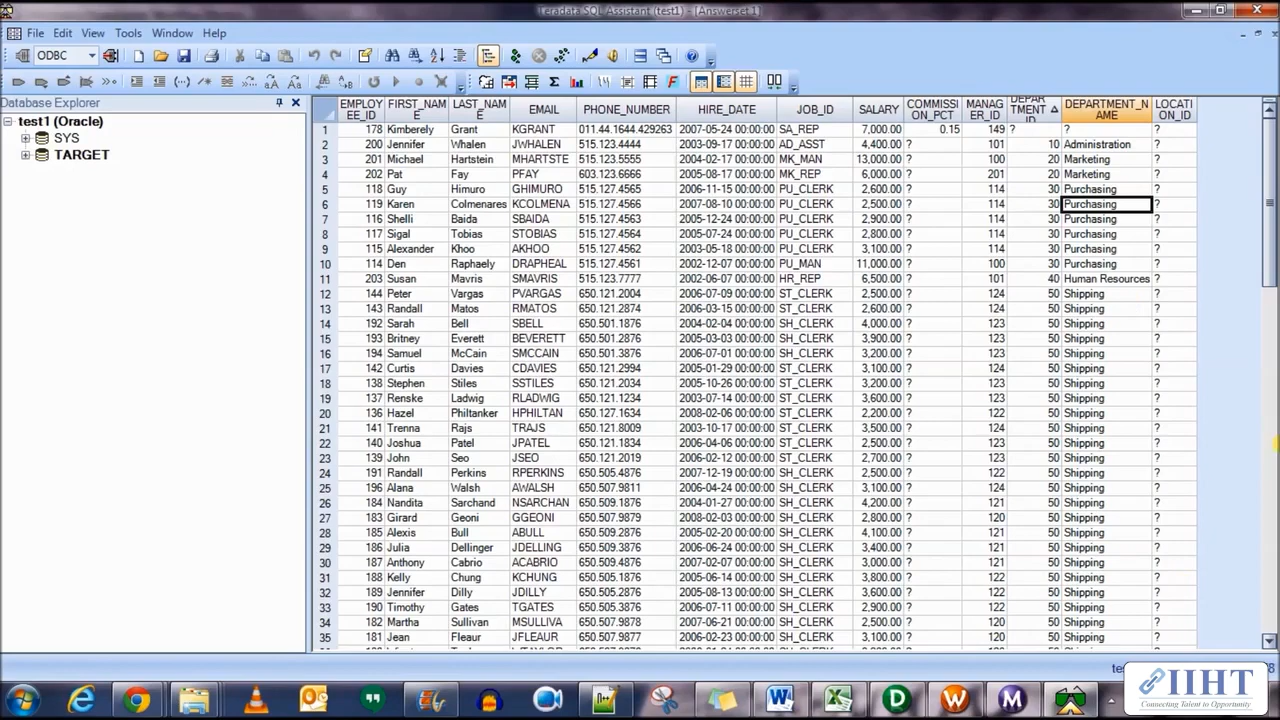 Teradata SQL Assistant (test1) - [Answerset 1]
File Edit View Tools Window Help
ODBC
Database Explorer
test1 (Oracle)
SYS
TARGET
EMPLOYEE_ID FIRST_NAME LAST_NAME EMAIL PHONE_NUMBER HIRE_DATE JOB_ID SALARY COMMISSION_PCT MANAGER_ID DEPARTMENT_ID DEPARTMENT_NAME LOCATION_ID
1 178 Kimberely Grant KGRANT 011.44.1644.429263 2007-05-24 00:00:00 SA_REP 7,000.00 0.15 149 ? ? ?
2 200 Jennifer Whalen JWHALEN 515.123.4444 2003-09-17 00:00:00 AD_ASST 4,400.00 ? 101 10 Administration ?
3 201 Michael Hartstein MHARTSTE 515.123.5555 2004-02-17 00:00:00 MK_MAN 13,000.00 ? 100 20 Marketing ?
4 202 Pat Fay PFAY 603.123.6666 2005-08-17 00:00:00 MK_REP 6,000.00 ? 201 20 Marketing ?
5 118 Guy Himuro GHIMURO 515.127.4565 2006-11-15 00:00:00 PU_CLERK 2,600.00 ? 114 30 Purchasing ?
6 119 Karen Colmenares KCOLMENA 515.127.4566 2007-08-10 00:00:00 PU_CLERK 2,500.00 ? 114 30 Purchasing ?
7 116 Shelli Baida SBAIDA 515.127.4563 2005-12-24 00:00:00 PU_CLERK 2,900.00 ? 114 30 Purchasing ?
8 117 Sigal Tobias STOBIAS 515.127.4564 2005-07-24 00:00:00 PU_CLERK 2,800.00 ? 114 30 Purchasing ?
9 115 Alexander Khoo AKHOO 515.127.4562 2003-05-18 00:00:00 PU_CLERK 3,100.00 ? 114 30 Purchasing ?
10 114 Den Raphaely DRAPHEAL 515.127.4561 2002-12-07 00:00:00 PU_MAN 11,000.00 ? 100 30 Purchasing ?
11 203 Susan Mavris SMAVRIS 515.123.7777 2002-06-07 00:00:00 HR_REP 6,500.00 ? 101 40 Human Resources ?
12 144 Peter Vargas PVARGAS 650.121.2004 2006-07-09 00:00:00 ST_CLERK 2,500.00 ? 124 50 Shipping ?
13 143 Randall Matos RMATOS 650.121.2874 2006-03-15 00:00:00 ST_CLERK 2,600.00 ? 124 50 Shipping ?
14 192 Sarah Bell SBELL 650.501.1876 2004-02-04 00:00:00 SH_CLERK 4,000.00 ? 123 50 Shipping ?
15 193 Britney Everett BEVERETT 650.501.2876 2005-03-03 00:00:00 SH_CLERK 3,900.00 ? 123 50 Shipping ?
16 194 Samuel McCain SMCCAIN 650.501.3876 2006-07-01 00:00:00 SH_CLERK 3,200.00 ? 123 50 Shipping ?
17 142 Curtis Davies CDAVIES 650.121.2994 2005-01-29 00:00:00 ST_CLERK 3,100.00 ? 124 50 Shipping ?
18 138 Stephen Stiles SSTILES 650.121.2034 2005-10-26 00:00:00 ST_CLERK 3,200.00 ? 123 50 Shipping ?
19 137 Renske Ladwig RLADWIG 650.121.1234 2003-07-14 00:00:00 ST_CLERK 3,600.00 ? 123 50 Shipping ?
20 136 Hazel Philtanker HPHILTAN 650.127.1634 2008-02-06 00:00:00 ST_CLERK 2,200.00 ? 122 50 Shipping ?
21 141 Trenna Rajs TRAJS 650.121.8009 2003-10-17 00:00:00 ST_CLERK 3,500.00 ? 124 50 Shipping ?
22 140 Joshua Patel JPATEL 650.121.1834 2006-04-06 00:00:00 ST_CLERK 2,500.00 ? 123 50 Shipping ?
23 139 John Seo JSEO 650.121.2019 2006-02-12 00:00:00 ST_CLERK 2,700.00 ? 123 50 Shipping ?
24 191 Randall Perkins RPERKINS 650.505.4876 2007-12-19 00:00:00 SH_CLERK 2,500.00 ? 122 50 Shipping ?
25 196 Alana Walsh AWALSH 650.507.9811 2006-04-24 00:00:00 SH_CLERK 3,100.00 ? 124 50 Shipping ?
26 184 Nandita Sarchand NSARCHAN 650.509.1876 2004-01-27 00:00:00 SH_CLERK 4,200.00 ? 121 50 Shipping ?
27 183 Girard Geoni GGEONI 650.507.9879 2008-02-03 00:00:00 SH_CLERK 2,800.00 ? 120 50 Shipping ?
28 185 Alexis Bull ABULL 650.509.2876 2005-02-20 00:00:00 SH_CLERK 4,100.00 ? 121 50 Shipping ?
29 186 Julia Dellinger JDELLING 650.509.3876 2006-06-24 00:00:00 SH_CLERK 3,400.00 ? 121 50 Shipping ?
30 187 Anthony Cabrio ACABRIO 650.509.4876 2007-02-07 00:00:00 SH_CLERK 3,000.00 ? 121 50 Shipping ?
31 188 Kelly Chung KCHUNG 650.505.1876 2005-06-14 00:00:00 SH_CLERK 3,800.00 ? 122 50 Shipping ?
32 189 Jennifer Dilly JDILLY 650.505.2876 2005-08-13 00:00:00 SH_CLERK 3,600.00 ? 122 50 Shipping ?
33 190 Timothy Gates TGATES 650.505.3876 2006-07-11 00:00:00 SH_CLERK 2,900.00 ? 122 50 Shipping ?
34 182 Martha Sullivan MSULLIVA 650.507.9878 2007-06-21 00:00:00 SH_CLERK 2,500.00 ? 120 50 Shipping ?
35 181 Jean Fleaur JFLEAUR 650.507.9877 2006-02-23 00:00:00 SH_CLERK 3,100.00 ? 120 50 Shipping ?
IIHT
Connecting Talent to Opportunity